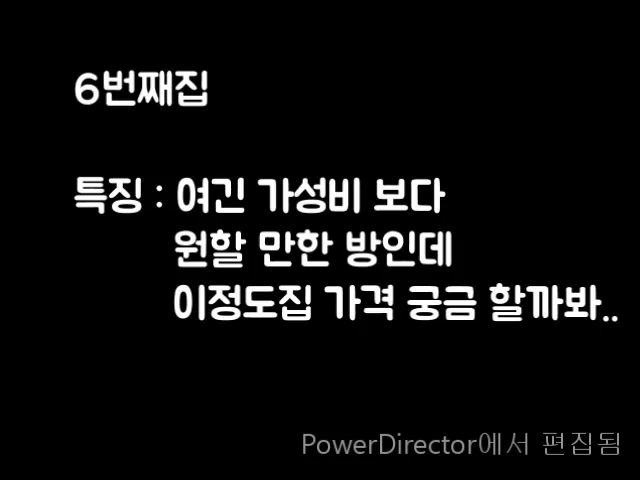 6번째집
특징 : 여긴 가성비 보다
원할 만한 방인데
이정도집 가격 궁금 할까봐..
PowerDirector에서 편집됨